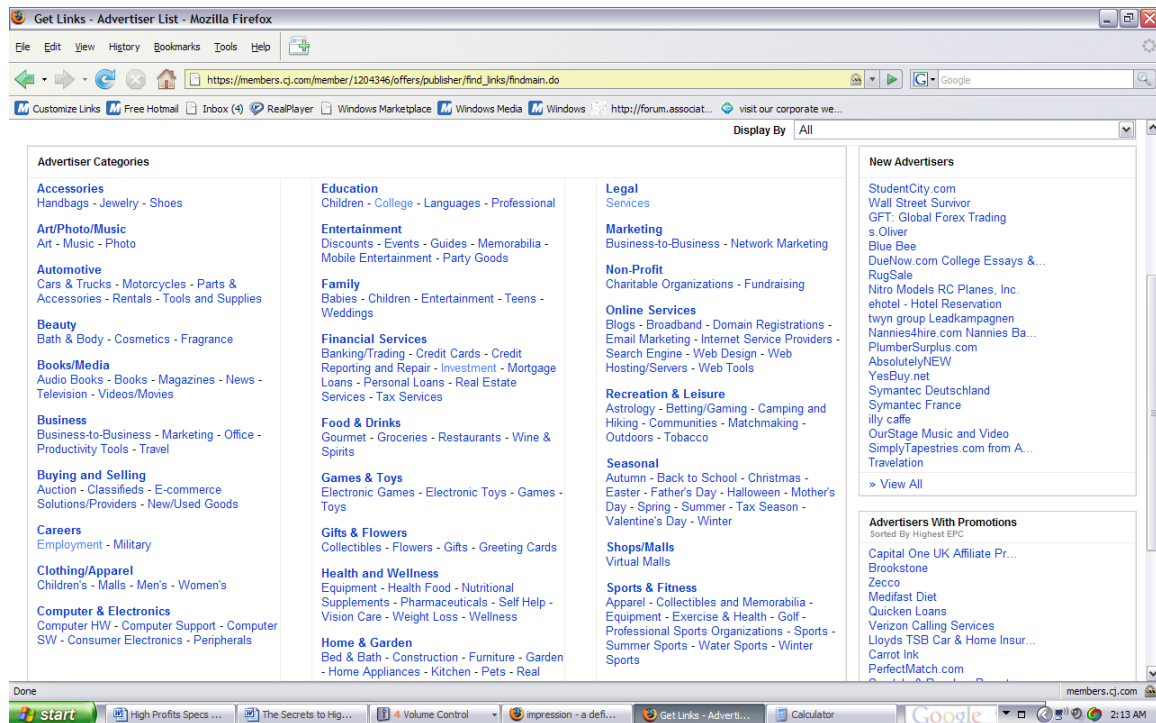 Get Links - Advertiser List - Mozilla Firefox
File Edit View History Bookmarks Tools Help
https://members.cj.com/member/1204346/offers/publisher/find_links/findmain.do
G Google
Customize Links Free Hotmail Inbox (4) RealPlayer Windows Marketplace Windows Media Windows http://forum.associat... visit our corporate we...
Display By All
Advertiser Categories
Accessories
Handbags - Jewelry - Shoes
Art/Photo/Music
Art - Music - Photo
Automotive
Cars & Trucks - Motorcycles - Parts &
Accessories - Rentals - Tools and Supplies
Beauty
Bath & Body - Cosmetics - Fragrance
Books/Media
Audio Books - Books - Magazines - News -
Television - Videos/Movies
Business
Business-to-Business - Marketing - Office -
Productivity Tools - Travel
Buying and Selling
Auction - Classifieds - E-commerce
Solutions/Providers - New/Used Goods
Careers
Employment - Military
Clothing/Apparel
Children's - Malls - Men's - Women's
Computer & Electronics
Computer HW - Computer Support - Computer
SW - Consumer Electronics - Peripherals
Education
Children - College - Languages - Professional
Entertainment
Discounts - Events - Guides - Memorabilia -
Mobile Entertainment - Party Goods
Family
Babies - Children - Entertainment - Teens -
Weddings
Financial Services
Banking/Trading - Credit Cards - Credit
Reporting and Repair - Investment - Mortgage
Loans - Personal Loans - Real Estate
Services - Tax Services
Food & Drinks
Gourmet - Groceries - Restaurants - Wine &
Spirits
Games & Toys
Electronic Games - Electronic Toys - Games -
Toys
Gifts & Flowers
Collectibles - Flowers - Gifts - Greeting Cards
Health and Wellness
Equipment - Health Food - Nutritional
Supplements - Pharmaceuticals - Self Help -
Vision Care - Weight Loss - Wellness
Home & Garden
Bed & Bath - Construction - Furniture - Garden
- Home Appliances - Kitchen - Pets - Real
Legal
Services
Marketing
Business-to-Business - Network Marketing
Non-Profit
Charitable Organizations - Fundraising
Online Services
Blogs - Broadband - Domain Registrations -
Email Marketing - Internet Service Providers -
Search Engine - Web Design - Web
Hosting/Servers - Web Tools
Recreation & Leisure
Astrology - Betting/Gaming - Camping and
Hiking - Communities - Matchmaking -
Outdoors - Tobacco
Seasonal
Autumn - Back to School - Christmas -
Easter - Father's Day - Halloween - Mother's
Day - Spring - Summer - Tax Season -
Valentine's Day - Winter
Shops/Malls
Virtual Malls
Sports & Fitness
Apparel - Collectibles and Memorabilia -
Equipment - Exercise & Health - Golf -
Professional Sports Organizations - Sports -
Summer Sports - Water Sports - Winter
Sports
New Advertisers
StudentCity.com
Wall Street Survivor
GFT: Global Forex Trading
s.Oliver
Blue Bee
DueNow.com College Essays &...
RugSale
Nitro Models RC Planes, Inc.
ehotel - Hotel Reservation
twyn group Leadkampagnen
Nannies4hire.com Nannies Ba...
PlumberSurplus.com
AbsolutelyNEW
YesBuy.net
Symantec Deutschland
Symantec France
illy caffe
OurStage Music and Video
SimplyTapestries.com from A...
Travelation
» View All
Advertisers With Promotions
Sorted By Highest EPC
Capital One UK Affiliate Pr...
Brookstone
Zecco
Medifast Diet
Quicken Loans
Verizon Calling Services
Lloyds TSB Car & Home Insur...
Carrot Ink
PerfectMatch.com
Done members.cj.com
start High Profits Specs ... The Secrets to Hig... 4 Volume Control impression - a defi... Get Links - Adverti... Calculator Google 2:13 AM